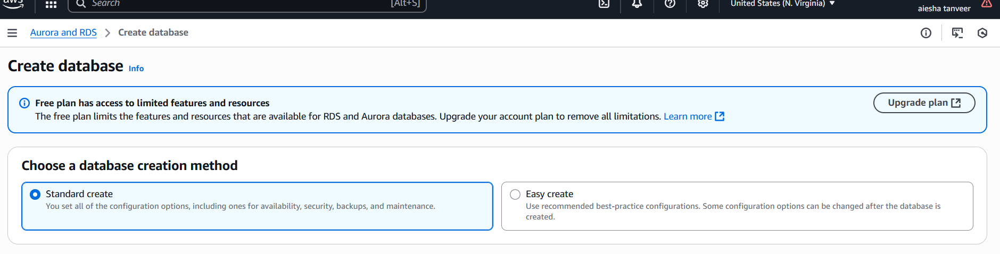 aws
Search
[Alt+S]
United States (N. Virginia) ▼
aiesha tanveer
Aurora and RDS > Create database
Create database Info
Free plan has access to limited features and resources
The free plan limits the features and resources that are available for RDS and Aurora databases. Upgrade your account plan to remove all limitations. Learn more
Upgrade plan
Choose a database creation method
Standard create
You set all of the configuration options, including ones for availability, security, backups, and maintenance.
Easy create
Use recommended best-practice configurations. Some configuration options can be changed after the database is
created.